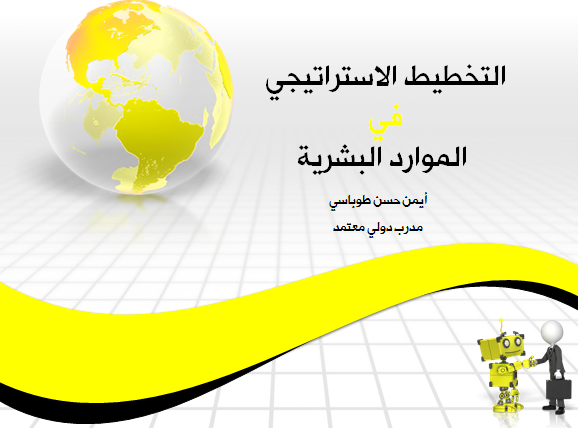 التخطيط الاستراتيجي
في
الموارد البشرية
أيمن حسن طوباسي
مدرب دولي معتمد